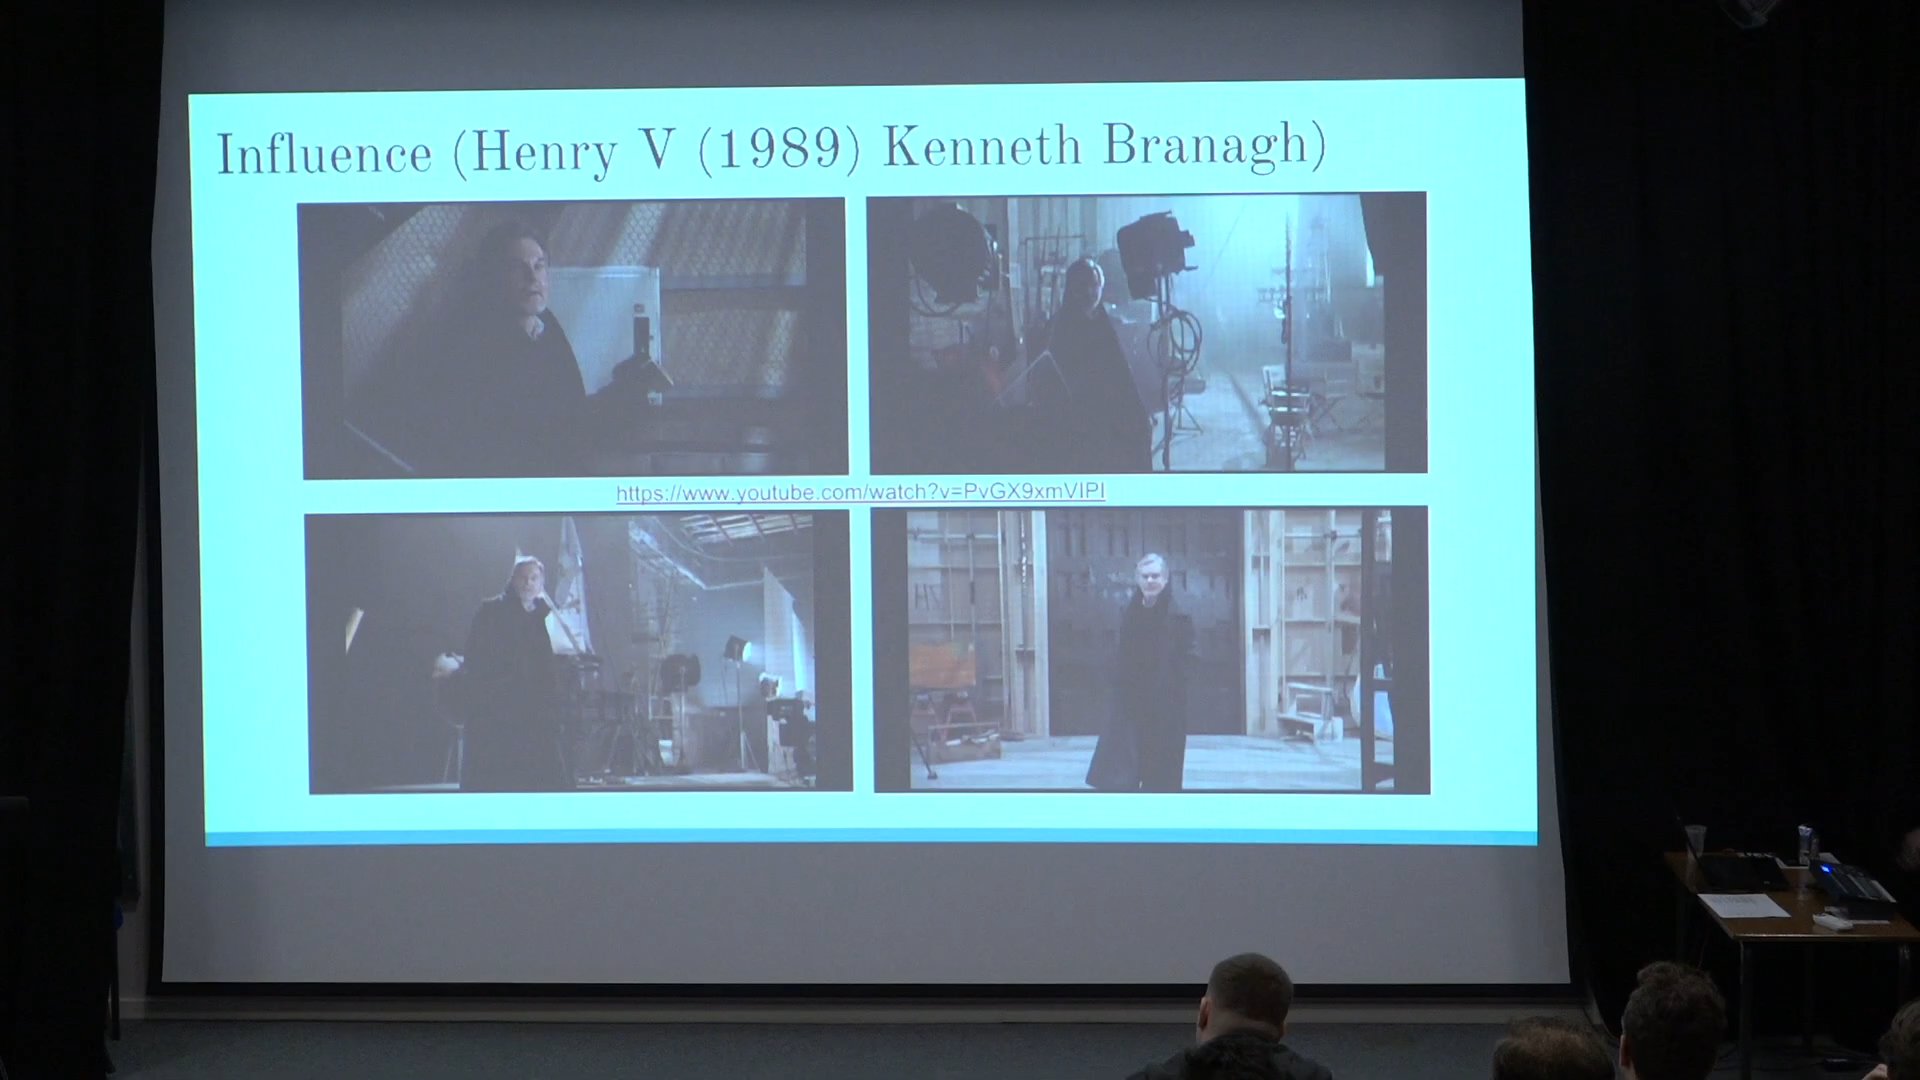 Influence (Henry V (1989) Kenneth Branagh)
https://www.youtube.com/watch?v=PvGX9xmVIPI